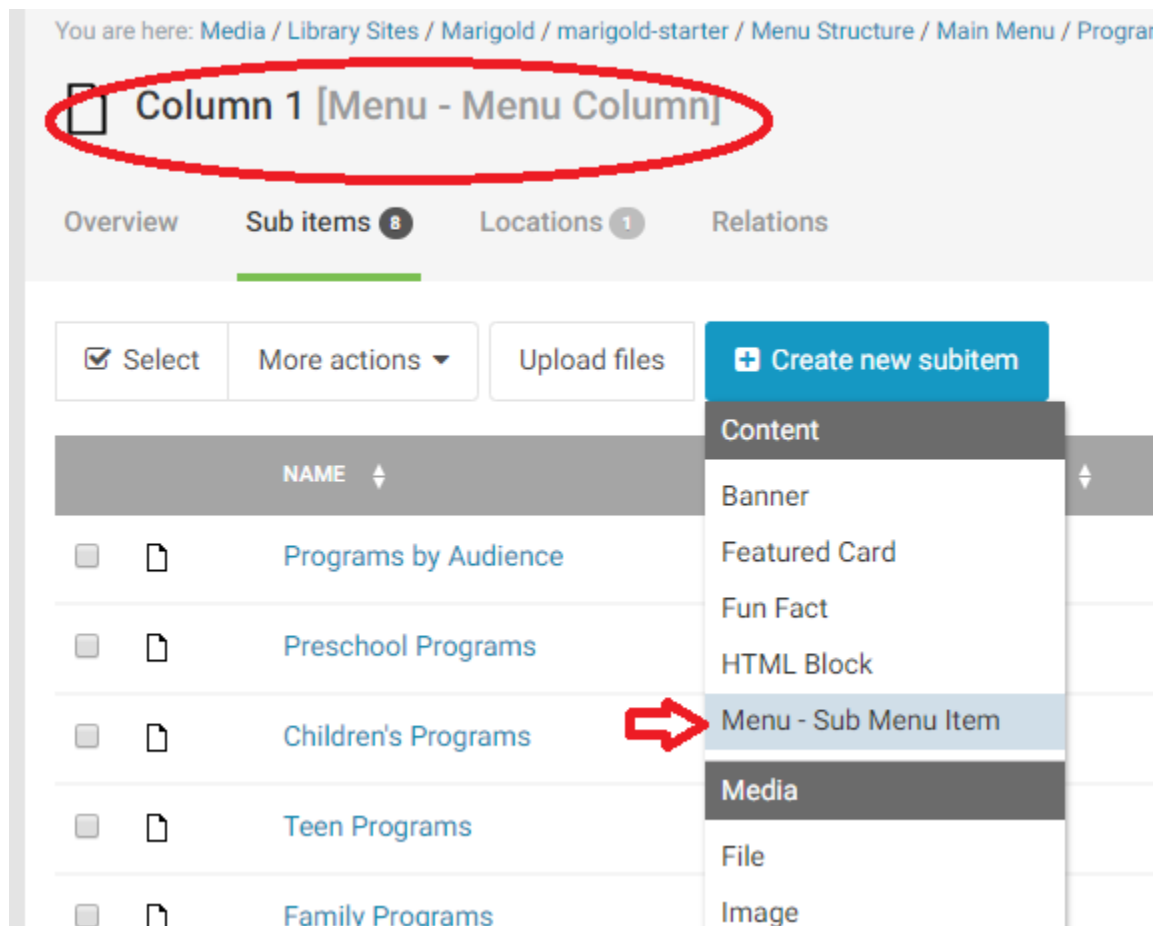 You are here: Media / Library Sites / Marigold / marigold-starter / Menu Structure / Main Menu /
Column 1 [Menu - Menu Column]
Overview Sub items 8 Locations 1 Relations
Select More actions Upload files Create new subitem
Content
NAME
Banner
Programs by Audience
Featured Card
Fun Fact
Preschool Programs
HTML Block
Children's Programs
Menu - Sub Menu Item
Media
Teen Programs
File
Family Programs
Image